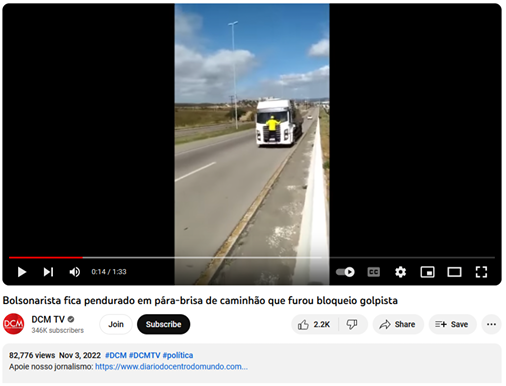 0:14 / 1:33
Bolsonarista fica pendurado em pára-brisa de caminhão que furou bloqueio golpista
DCM DCM TV
346K subscribers
Join Subscribe 2.2K Share Save
82,776 views Nov 3, 2022 #DCM #DCMTV #política
Apoie nosso jornalismo: https://www.diariodocentrodomundo.com...